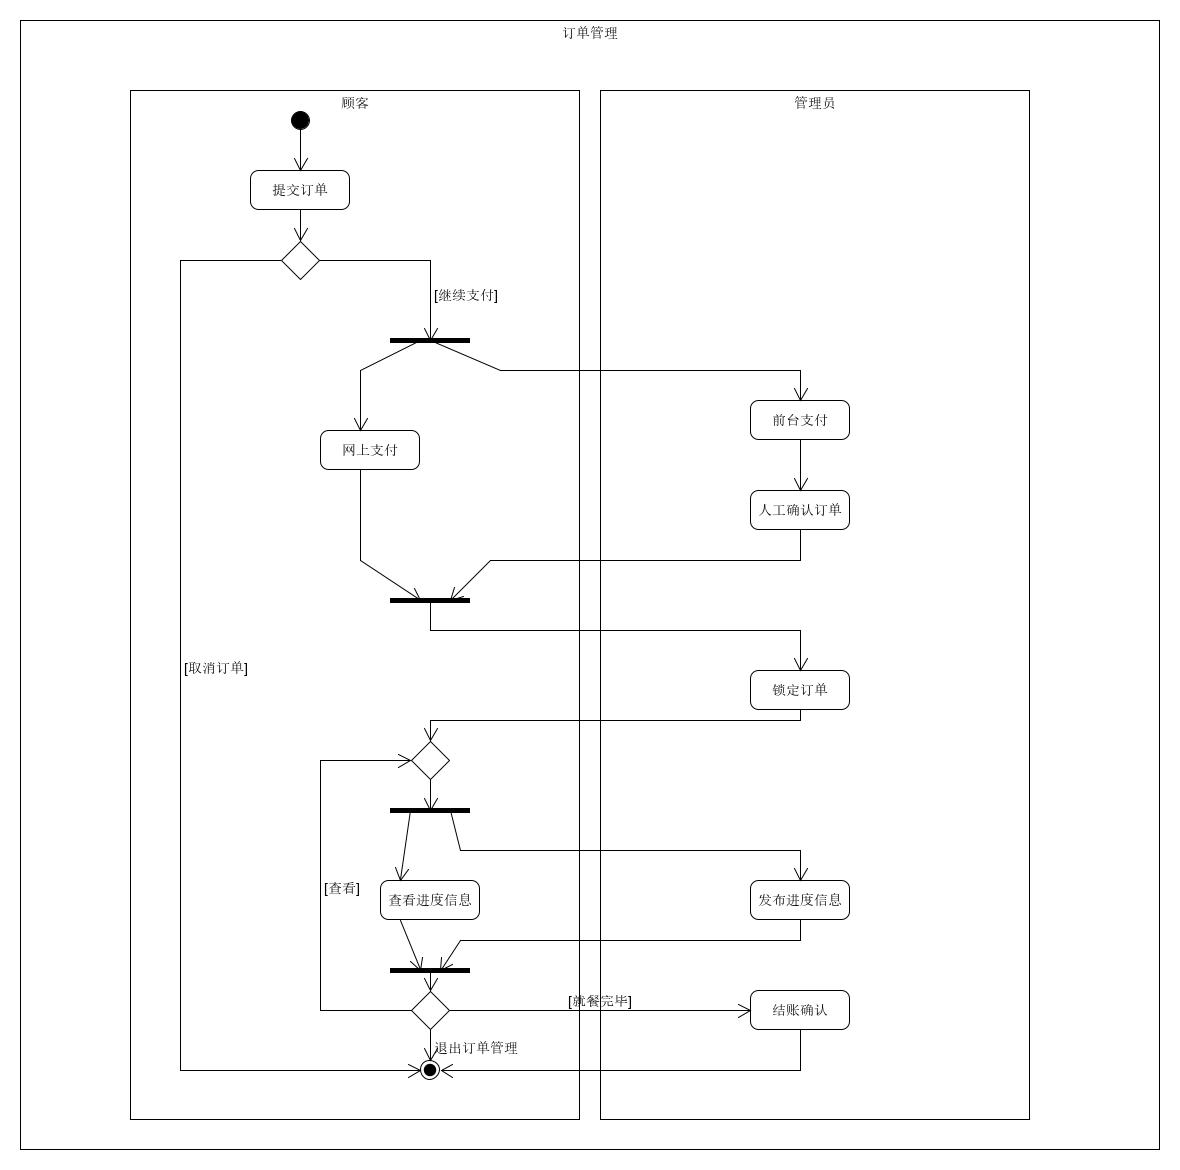 订单管理
顾客
管理员
提交订单
[继续支付]
前台支付
网上支付
人工确认订单
[取消订单]
锁定订单
[查看]
查看进度信息
发布进度信息
[就餐完毕]
结账确认
退出订单管理